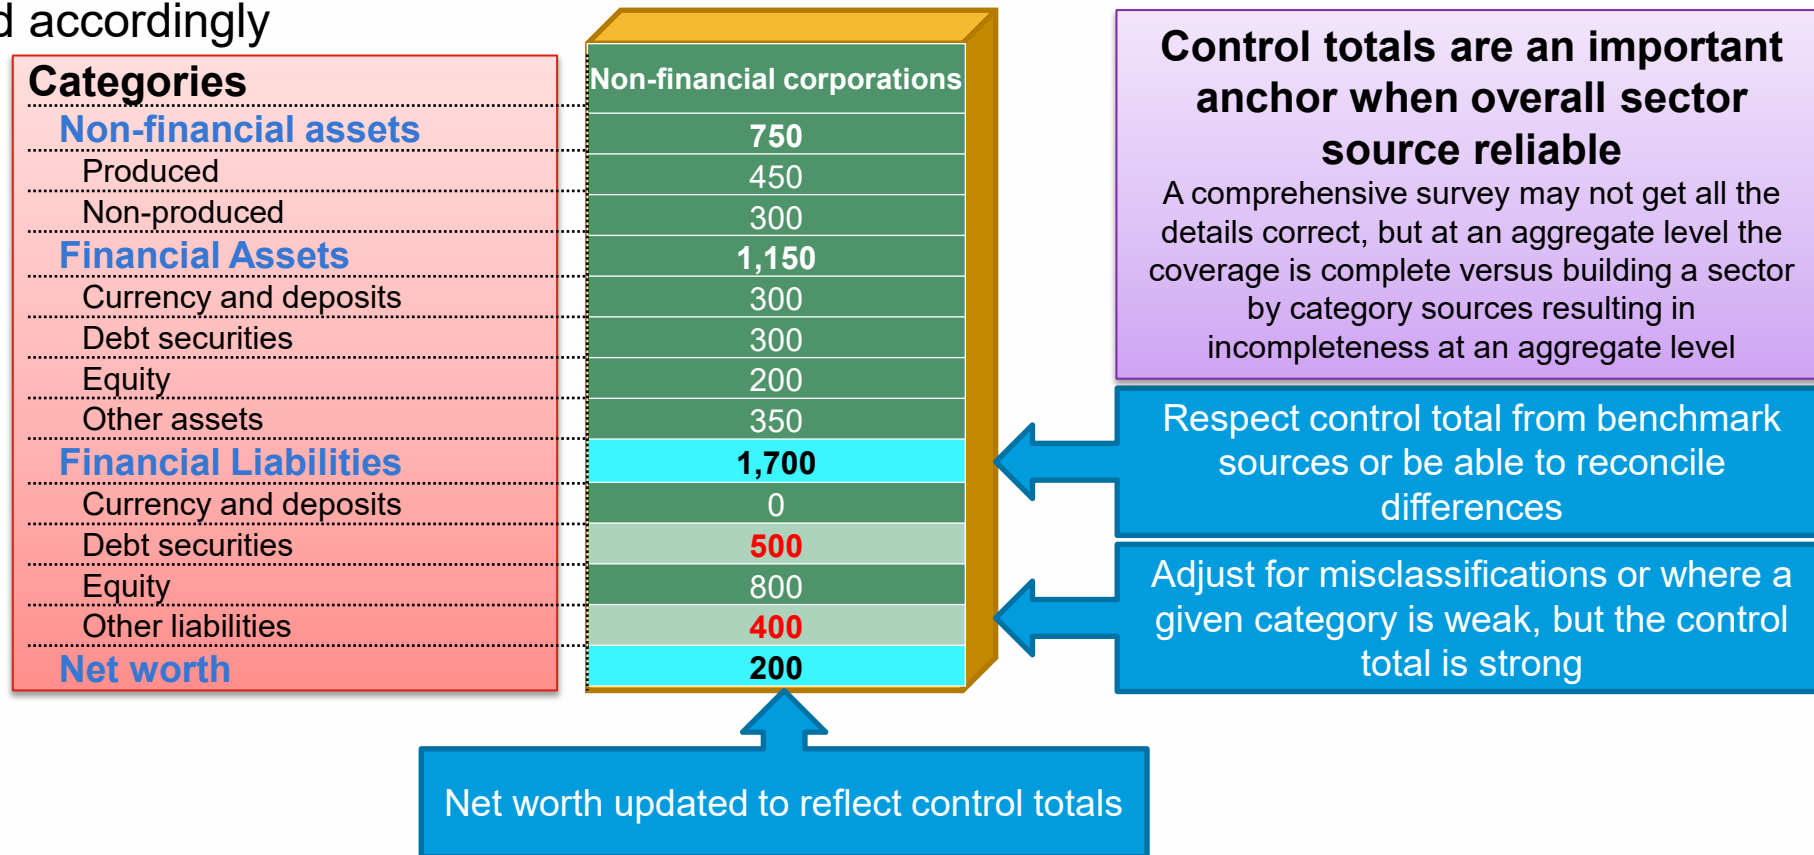 d accordingly
Categories
Non-financial corporations
Non-financial assets
750
Produced
450
Non-produced
300
Financial Assets
1,150
Currency and deposits
300
Debt securities
300
Equity
200
Other assets
350
Financial Liabilities
1,700
Currency and deposits
0
Debt securities
500
Equity
800
Other liabilities
400
Net worth
200
Control totals are an important
anchor when overall sector
source reliable
A comprehensive survey may not get all the
details correct, but at an aggregate level the
coverage is complete versus building a sector
by category sources resulting in
incompleteness at an aggregate level
Respect control total from benchmark
sources or be able to reconcile
differences
Adjust for misclassifications or where a
given category is weak, but the control
total is strong
Net worth updated to reflect control totals